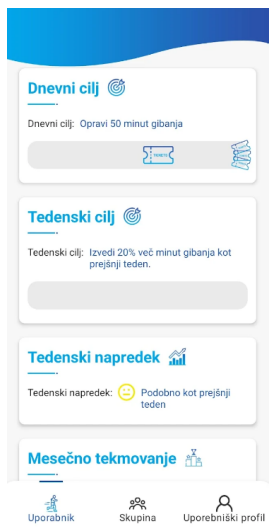 Dnevni cilj
Dnevni cilj: Opravi 50 minut gibanja
Tedenski cilj
Tedenski cilj: Izvedi 20% več minut gibanja kot
prejšnji teden.
Tedenski napredek
Tedenski napredek: Podobno kot prejšnji
teden
Mesečno tekmovanje
Uporabnik Skupina Uporebniški profil